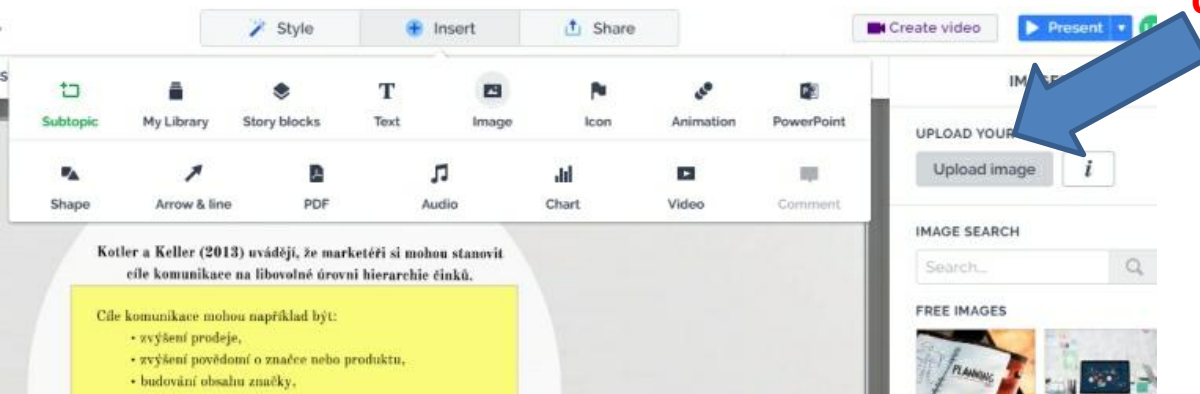 Style
Insert
Share
Create video
Present
Subtopic
My Library
Story blocks
Text
Image
Icon
Animation
PowerPoint
Shape
Arrow & line
PDF
Audio
Chart
Video
Comment
UPLOAD YOUR
Upload image
i
IMAGE SEARCH
Search...
FREE IMAGES
PLANNING
Kotler a Keller (2013) uvádějí, že marketéři si mohou stanovit
cíle komunikace na libovolné úrovni hierarchie činků.
Cíle komunikace mohou například být:
• zvýšení prodeje,
• zvýšení povědomí o značce nebo produktu,
• budování obsahu značky,